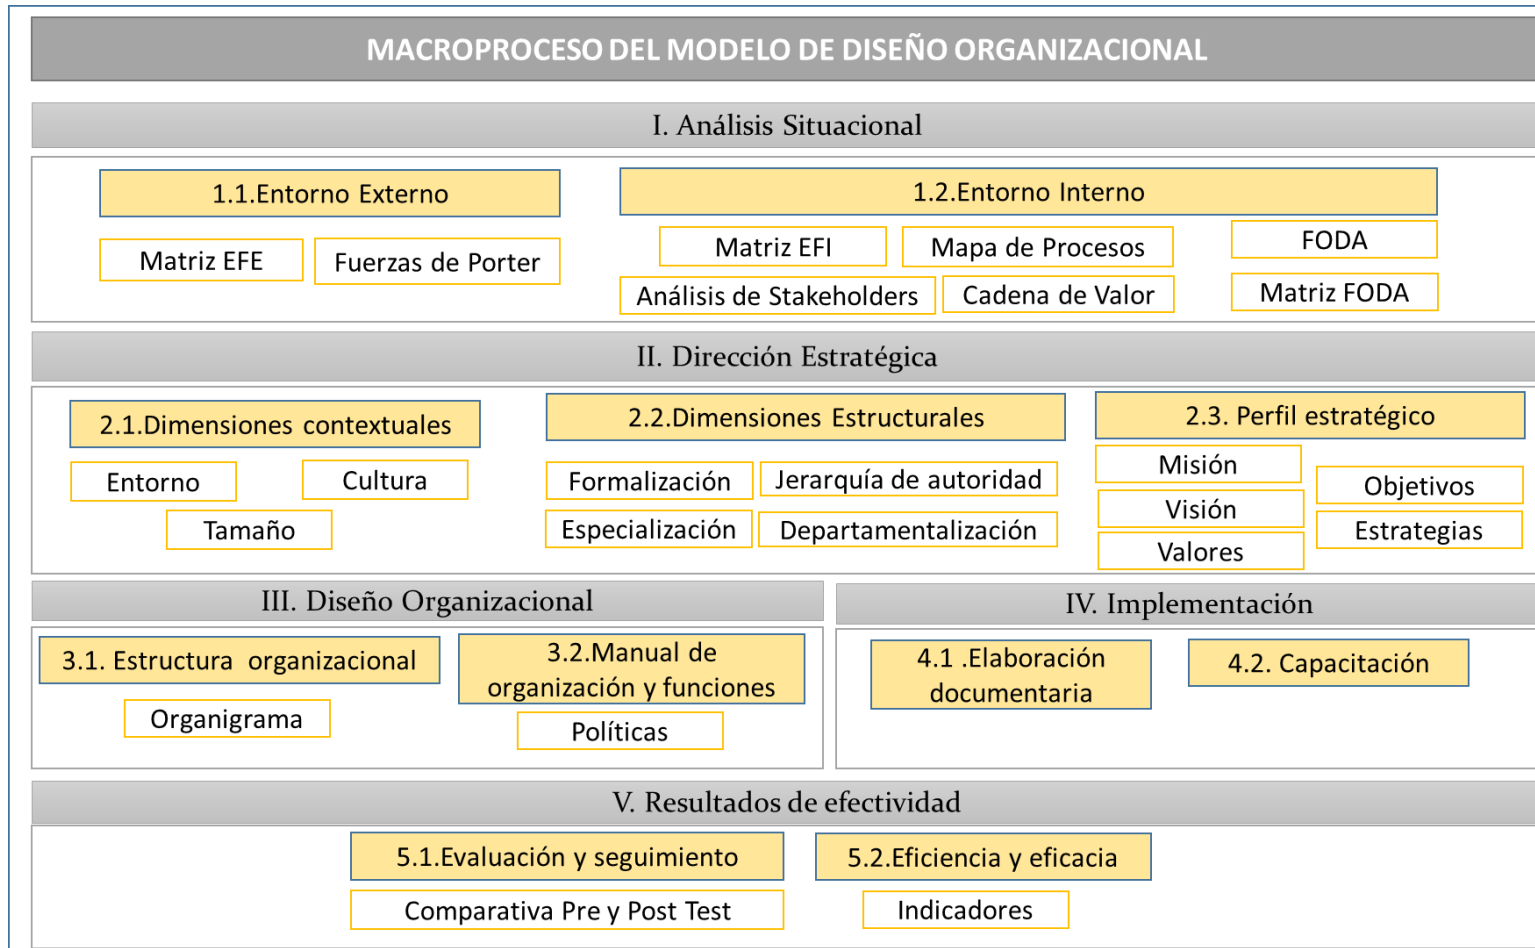 MACROPROCESO DEL MODELO DE DISEÑO ORGANIZACIONAL
I. Análisis Situacional
1.1.Entorno Externo
Matriz EFE
Fuerzas de Porter
1.2.Entorno Interno
Matriz EFI
Mapa de Procesos
FODA
Análisis de Stakeholders
Cadena de Valor
Matriz FODA
II. Dirección Estratégica
2.1.Dimensiones contextuales
Entorno
Cultura
Tamaño
2.2.Dimensiones Estructurales
Formalización
Jerarquía de autoridad
Especialización
Departamentalización
2.3. Perfil estratégico
Misión
Visión
Valores
Objetivos
Estrategias
III. Diseño Organizacional
3.1. Estructura organizacional
Organigrama
3.2.Manual de
organización y funciones
Políticas
IV. Implementación
4.1 .Elaboración
documentaria
4.2. Capacitación
V. Resultados de efectividad
5.1.Evaluación y seguimiento
Comparativa Pre y Post Test
5.2.Eficiencia y eficacia
Indicadores